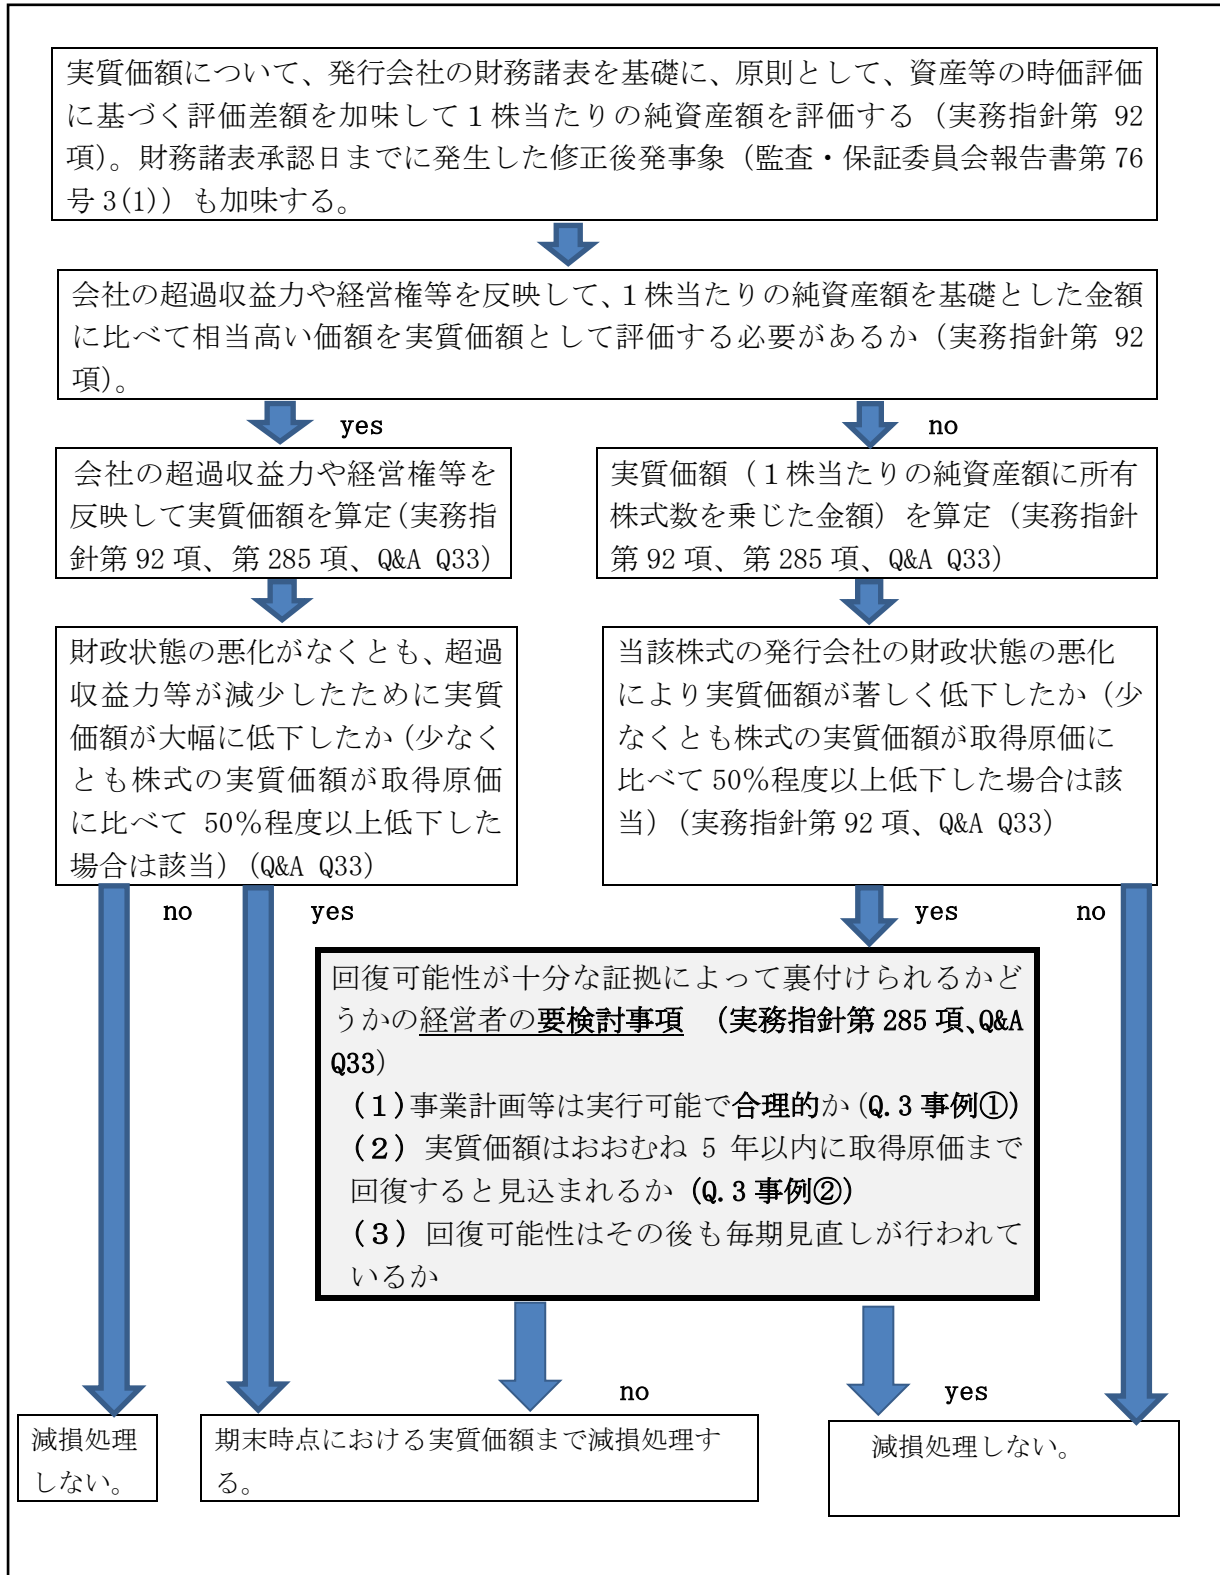 実質価額について、発行会社の財務諸表を基礎に、原則として、資産等の時価評価
に基づく評価差額を加味して１株当たりの純資産額を評価する（実務指針第 92
項）。財務諸表承認日までに発生した修正後発事象（監査・保証委員会報告書第 76
号 3(1)）も加味する。
会社の超過収益力や経営権等を反映して、１株当たりの純資産額を基礎とした金額
に比べて相当高い価額を実質価額として評価する必要があるか（実務指針第 92
項）。
yes
no
会社の超過収益力や経営権等を
反映して実質価額を算定（実務指
針第 92 項、第 285 項、Q&A Q33）
実質価額（１株当たりの純資産額に所有
株式数を乗じた金額）を算定（実務指針
第 92 項、第 285 項、Q&A Q33）
財政状態の悪化がなくとも、超過
収益力等が減少したために実質
価額が大幅に低下したか（少なく
とも株式の実質価額が取得原価
に比べて 50％程度以上低下した
場合は該当）（Q&A Q33）
当該株式の発行会社の財政状態の悪化
により実質価額が著しく低下したか（少
なくとも株式の実質価額が取得原価に
比べて 50％程度以上低下した場合は該
当）（実務指針第 92 項、Q&A Q33）
no
yes
yes
no
回復可能性が十分な証拠によって裏付けられるかど
うかの経営者の要検討事項 （実務指針第 285 項、Q&A
Q33）
（１）事業計画等は実行可能で合理的か（Q.3 事例①）
（２）実質価額はおおむね 5 年以内に取得原価まで
回復すると見込まれるか（Q.3 事例②）
（３）回復可能性はその後も毎期見直しが行われて
いるか
no
yes
減損処理
しない。
期末時点における実質価額まで減損処理す
る。
減損処理しない。